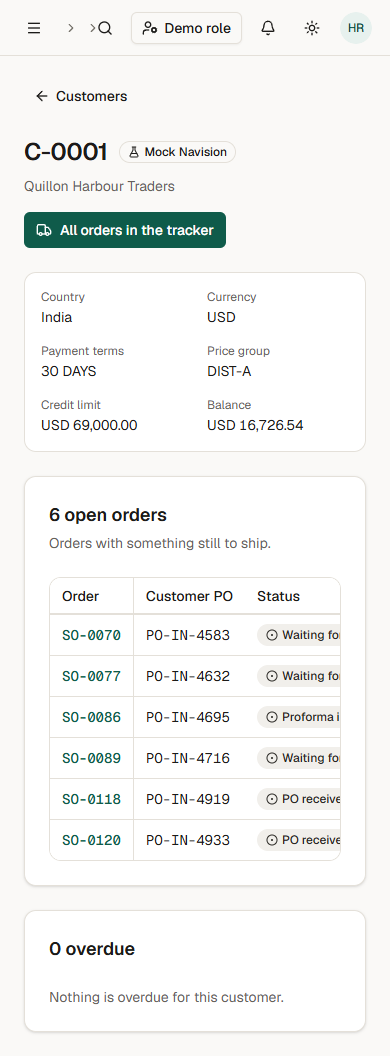 Demo role
HR
Customers
C-0001 Mock Navision
Quillon Harbour Traders
All orders in the tracker
Country Currency
India USD
Payment terms Price group
30 DAYS DIST-A
Credit limit Balance
USD 69,000.00 USD 16,726.54
6 open orders
Orders with something still to ship.
Order Customer PO Status
SO-0070 PO-IN-4583 Waiting fo
SO-0077 PO-IN-4632 Waiting fo
SO-0086 PO-IN-4695 Proforma i
SO-0089 PO-IN-4716 Waiting fo
SO-0118 PO-IN-4919 PO receive
SO-0120 PO-IN-4933 PO receive
0 overdue
Nothing is overdue for this customer.